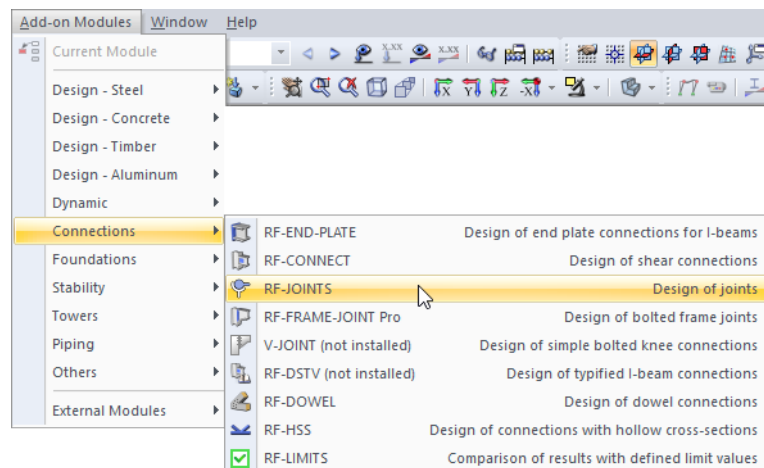 Add-on Modules Window Help
Current Module
Design - Steel
Design - Concrete
Design - Timber
Design - Aluminum
Dynamic
Connections
Foundations
Stability
Towers
Piping
Others
External Modules
RF-END-PLATE Design of end plate connections for I-beams
RF-CONNECT Design of shear connections
RF-JOINTS Design of joints
RF-FRAME-JOINT Pro Design of bolted frame joints
V-JOINT (not installed) Design of simple bolted knee connections
RF-DSTV (not installed) Design of typified I-beam connections
RF-DOWEL Design of dowel connections
RF-HSS Design of connections with hollow cross-sections
RF-LIMITS Comparison of results with defined limit values
X.XX X.XX
X Y Z -X